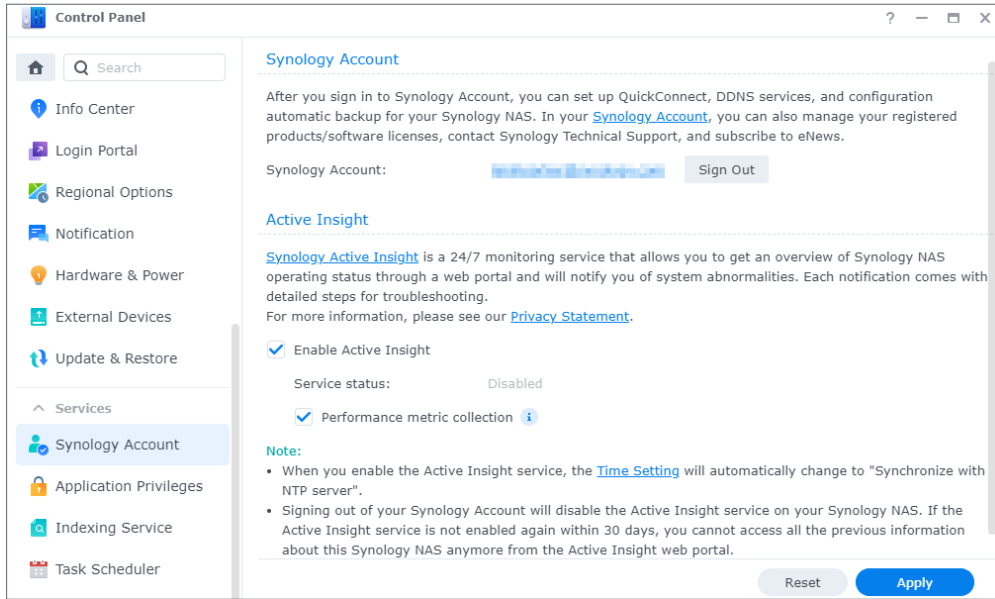 Control Panel
?
Search
Info Center
Login Portal
Regional Options
Notification
Hardware & Power
External Devices
Update & Restore
Services
Synology Account
Application Privileges
Indexing Service
Task Scheduler
Synology Account
After you sign in to Synology Account, you can set up QuickConnect, DDNS services, and configuration
automatic backup for your Synology NAS. In your Synology Account, you can also manage your registered
products/software licenses, contact Synology Technical Support, and subscribe to eNews.
Synology Account: Sign Out
Active Insight
Synology Active Insight is a 24/7 monitoring service that allows you to get an overview of Synology NAS
operating status through a web portal and will notify you of system abnormalities. Each notification comes with
detailed steps for troubleshooting.
For more information, please see our Privacy Statement.
Enable Active Insight
Service status: Disabled
Performance metric collection i
Note:
• When you enable the Active Insight service, the Time Setting will automatically change to "Synchronize with
NTP server".
• Signing out of your Synology Account will disable the Active Insight service on your Synology NAS. If the
Active Insight service is not enabled again within 30 days, you cannot access all the previous information
about this Synology NAS anymore from the Active Insight web portal.
Reset Apply